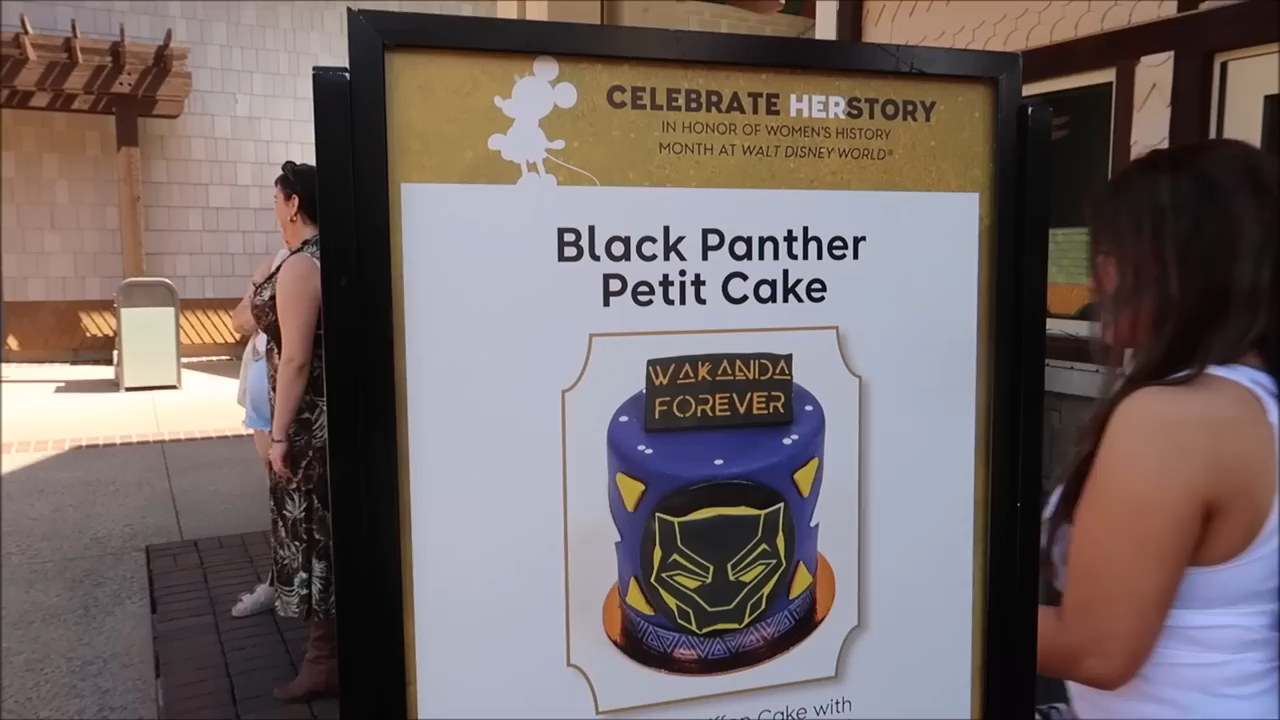 CELEBRATE HERSTORY
IN HONOR OF WOMEN'S HISTORY
MONTH AT WALT DISNEY WORLD®
Black Panther
Petit Cake
WAKANDA
FOREVER
Cake with